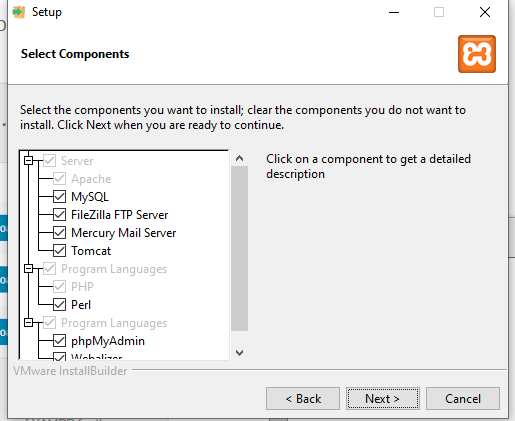 Setup
Select Components
Select the components you want to install; clear the components you do not want to
install. Click Next when you are ready to continue.
Server
Apache
MySQL
FileZilla FTP Server
Mercury Mail Server
Tomcat
Program Languages
PHP
Perl
Program Languages
phpMyAdmin
Webalizer
Click on a component to get a detailed
description
VMware InstallBuilder
< Back
Next >
Cancel